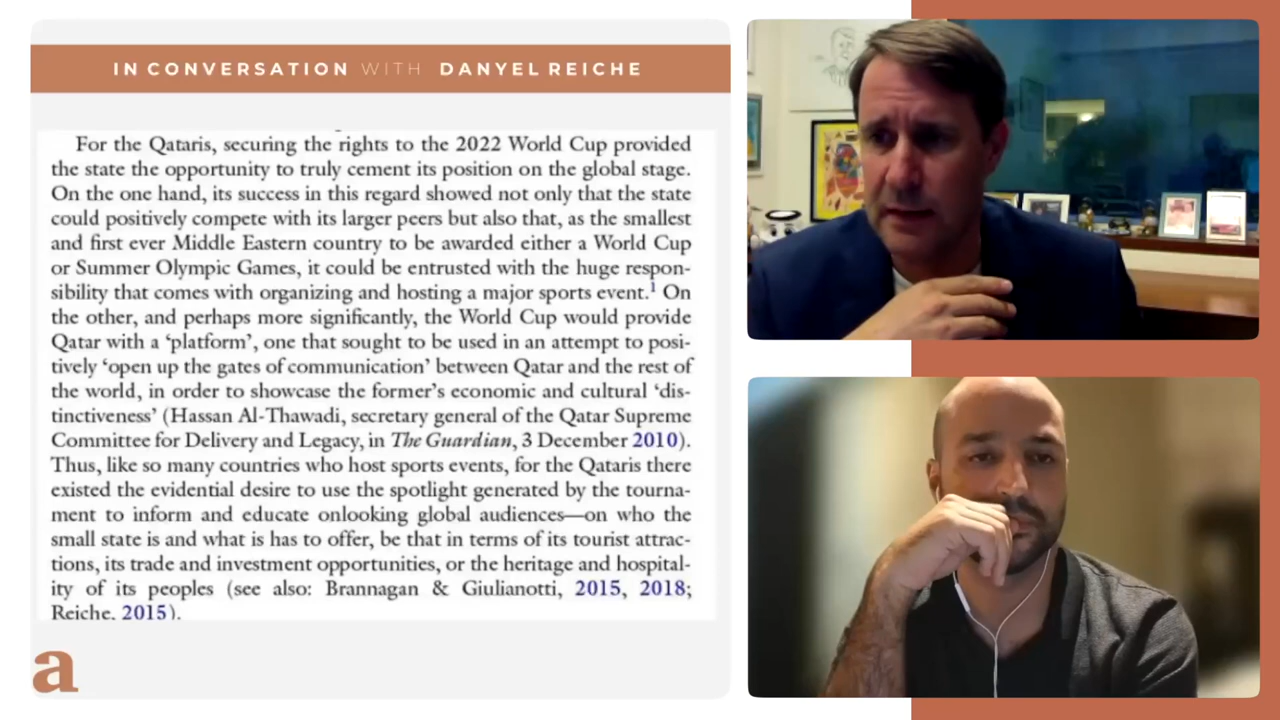 IN CONVERSATION WITH DANYEL REICHE
For the Qataris, securing the rights to the 2022 World Cup provided
the state the opportunity to truly cement its position on the global stage.
On the one hand, its success in this regard showed not only that the state
could positively compete with its larger peers but also that, as the smallest
and first ever Middle Eastern country to be awarded either a World Cup
or Summer Olympic Games, it could be entrusted with the huge respon-
sibility that comes with organizing and hosting a major sports event.1 On
the other, and perhaps more significantly, the World Cup would provide
Qatar with a ‘platform’, one that sought to be used in an attempt to posi-
tively ‘open up the gates of communication’ between Qatar and the rest of
the world, in order to showcase the former’s economic and cultural ‘dis-
tinctiveness’ (Hassan Al-Thawadi, secretary general of the Qatar Supreme
Committee for Delivery and Legacy, in The Guardian, 3 December 2010).
Thus, like so many countries who host sports events, for the Qataris there
existed the evidential desire to use the spotlight generated by the tourna-
ment to inform and educate onlooking global audiences—on who the
small state is and what is has to offer, be that in terms of its tourist attrac-
tions, its trade and investment opportunities, or the heritage and hospital-
ity of its peoples (see also: Brannagan & Giulianotti, 2015, 2018;
Reiche, 2015).
a